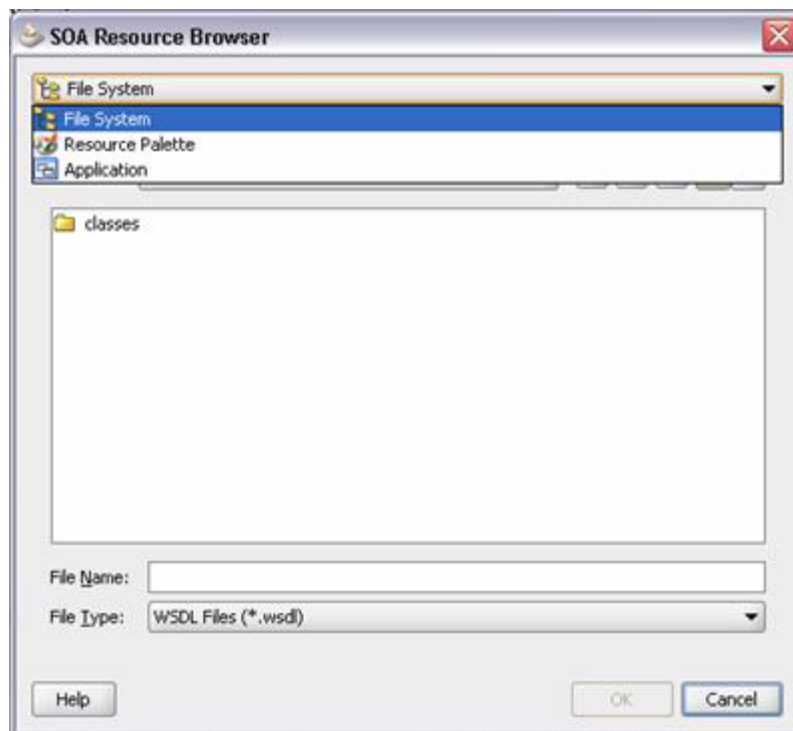 SOA Resource Browser
File System
File System
Resource Palette
Application
classes
File Name:
File Type: WSDL Files (*.wsdl)
Help OK Cancel